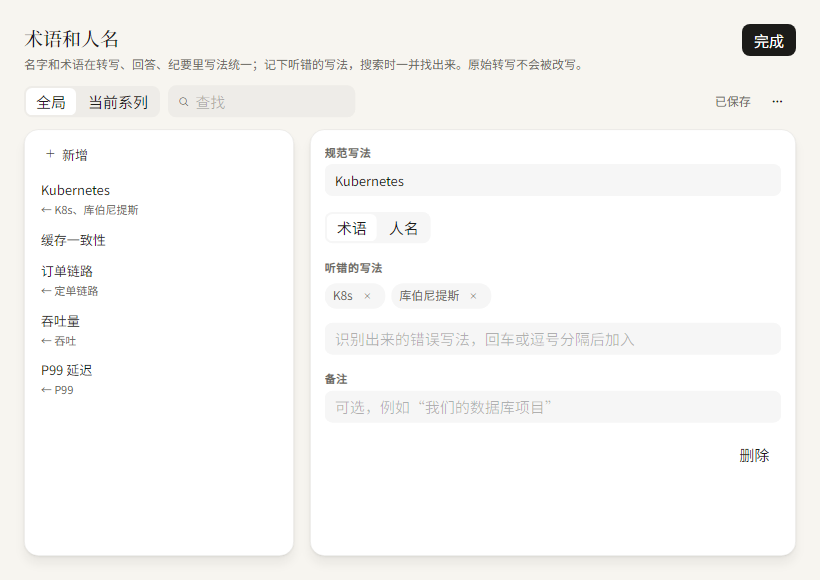 术语和人名
完成
名字和术语在转写、回答、纪要里写法统一；记下听错的写法，搜索时一并找出来。原始转写不会被改写。
全局 当前系列 查找 已保存 ···
+ 新增
Kubernetes
← K8s、库伯尼提斯
缓存一致性
订单链路
← 定单链路
吞吐量
← 吞吐
P99 延迟
← P99
规范写法
Kubernetes
术语 人名
听错的写法
K8s × 库伯尼提斯 ×
识别出来的错误写法，回车或逗号分隔后加入
备注
可选，例如“我们的数据库项目”
删除